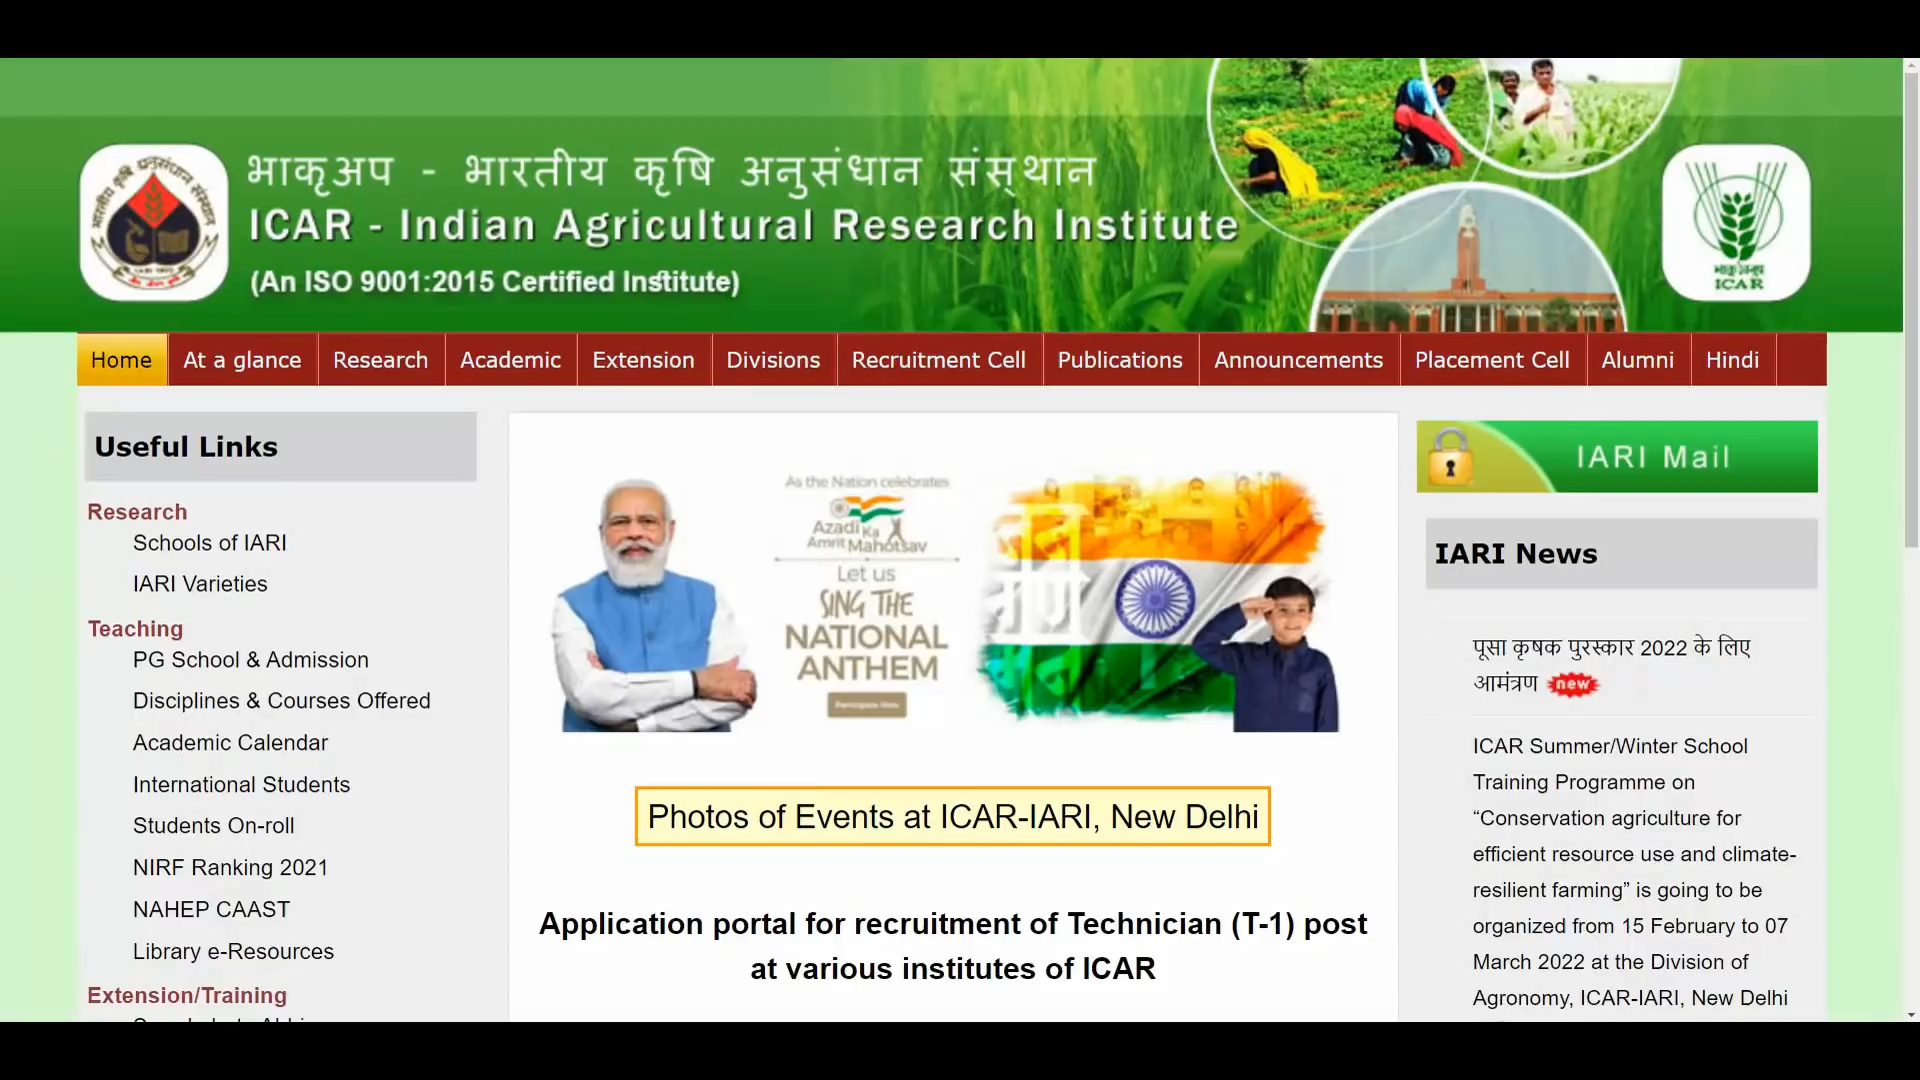 भाकृअप - भारतीय कृषि अनुसंधान संस्थान
ICAR - Indian Agricultural Research Institute
(An ISO 9001:2015 Certified Institute)
भाकृअनुप
ICAR
Home At a glance Research Academic Extension Divisions Recruitment Cell Publications Announcements Placement Cell Alumni Hindi
Useful Links
Research
Schools of IARI
IARI Varieties
Teaching
PG School & Admission
Disciplines & Courses Offered
Academic Calendar
International Students
Students On-roll
NIRF Ranking 2021
NAHEP CAAST
Library e-Resources
Extension/Training
As the Nation celebrates
Azadi Ka
Amrit Mahotsav
Let us
SING THE
NATIONAL
ANTHEM
Participate Now
Photos of Events at ICAR-IARI, New Delhi
Application portal for recruitment of Technician (T-1) post
at various institutes of ICAR
IARI Mail
IARI News
पूसा कृषक पुरस्कार 2022 के लिए
आमंत्रण new
ICAR Summer/Winter School
Training Programme on
“Conservation agriculture for
efficient resource use and climate-
resilient farming” is going to be
organized from 15 February to 07
March 2022 at the Division of
Agronomy, ICAR-IARI, New Delhi